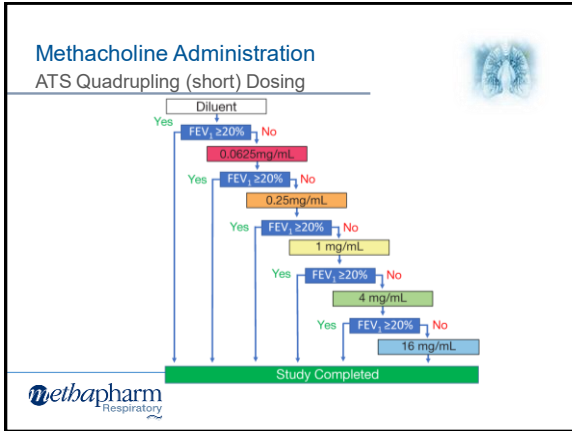 Methacholine Administration
ATS Quadrupling (short) Dosing
Diluent
Yes
FEV₁ ≥20%
No
0.0625mg/mL
Yes
FEV₁ ≥20%
No
0.25mg/mL
Yes
FEV₁ ≥20%
No
1 mg/mL
Yes
FEV₁ ≥20%
No
4 mg/mL
Yes
FEV₁ ≥20%
No
16 mg/mL
Study Completed
methapharm
Respiratory